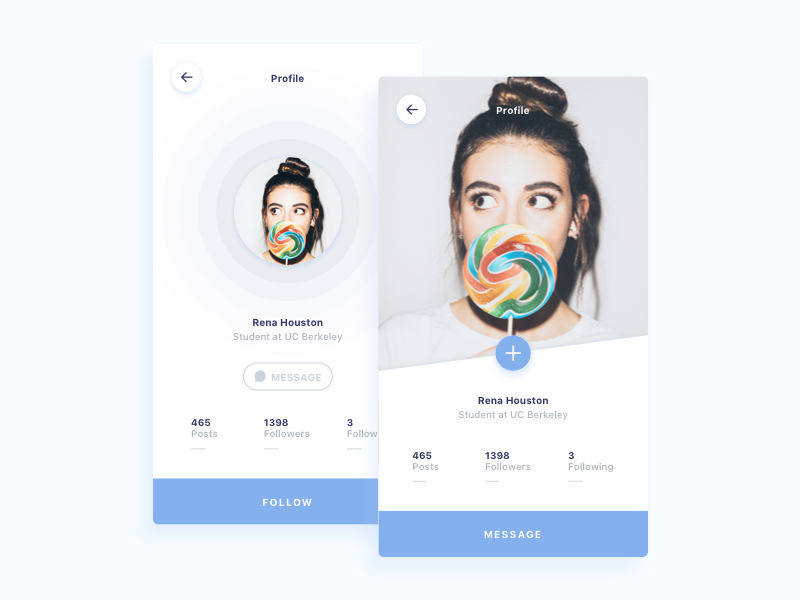 Profile
Rena Houston
Student at UC Berkeley
MESSAGE
465
Posts
1398
Followers
3
Follow
FOLLOW
Profile
Rena Houston
Student at UC Berkeley
465
Posts
1398
Followers
3
Following
MESSAGE